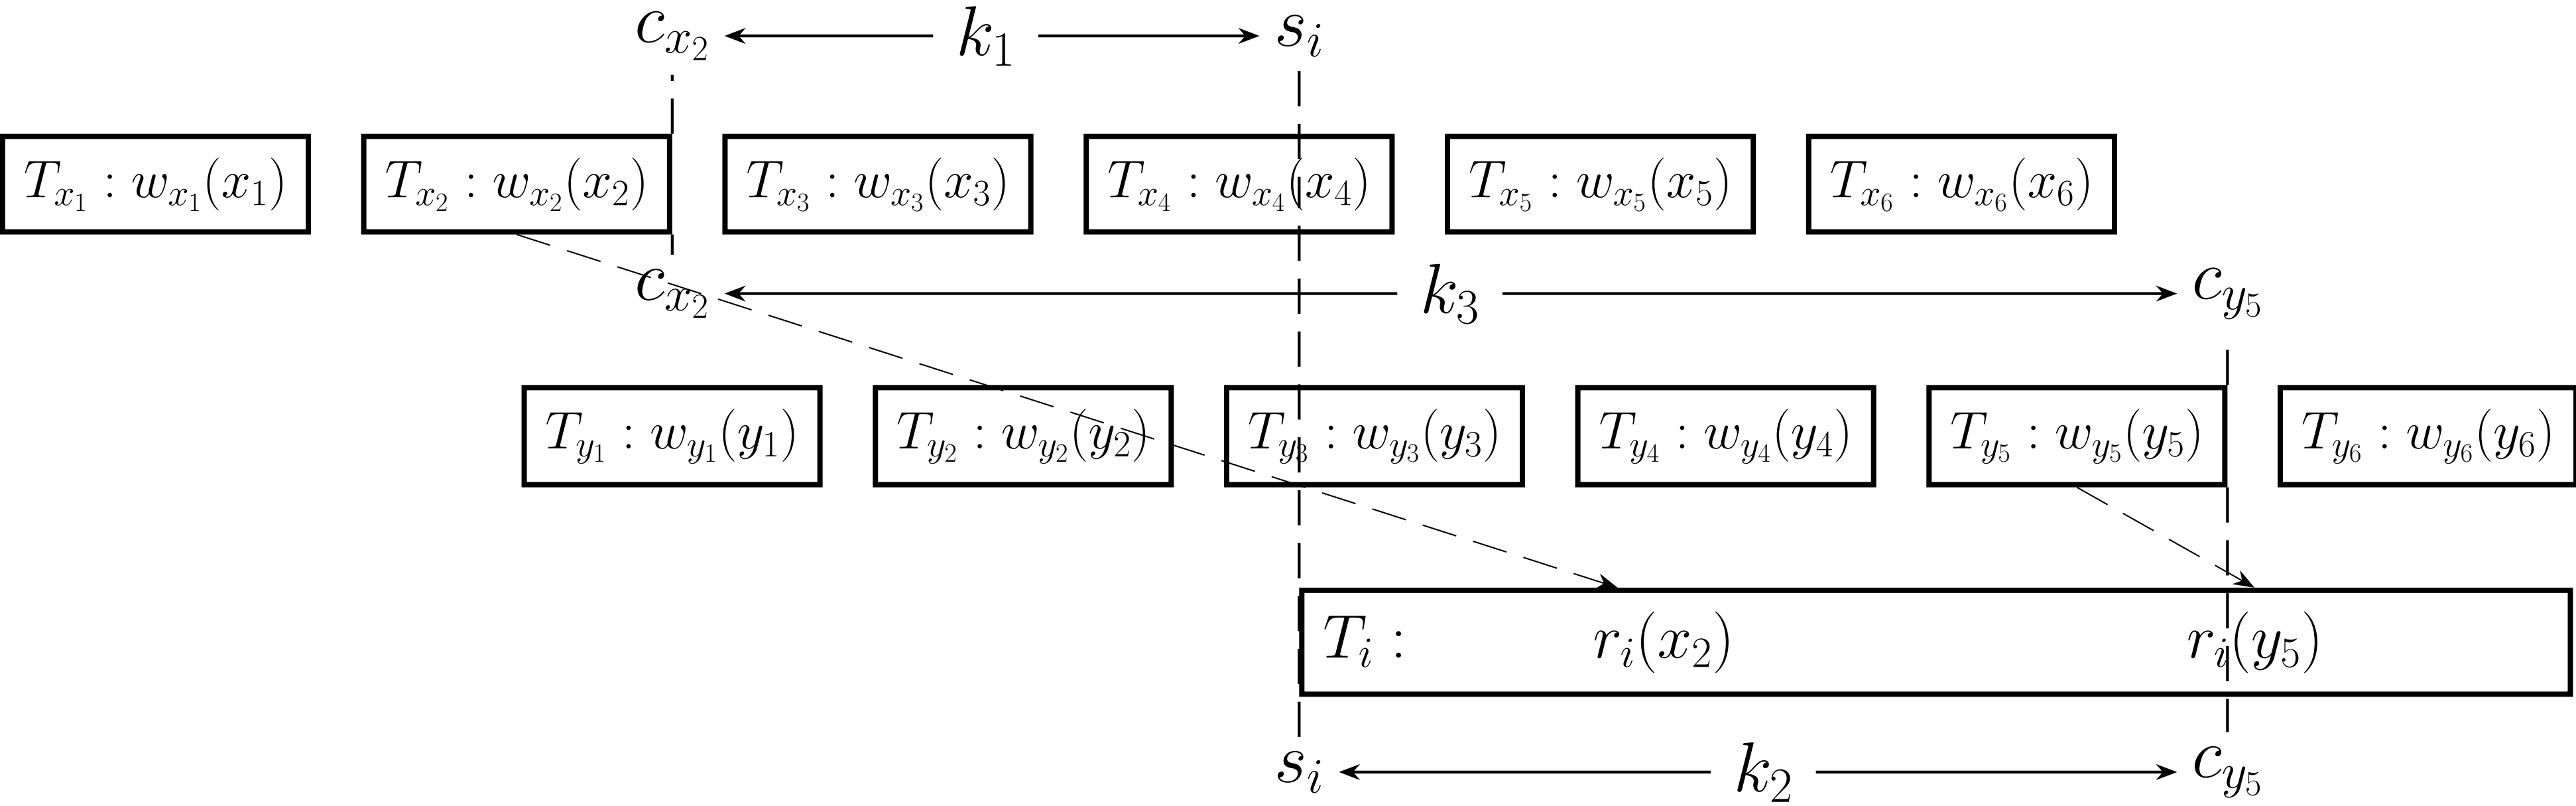 c_{x_2} k_1 s_i
T_{x_1} : w_{x_1}(x_1) T_{x_2} : w_{x_2}(x_2) T_{x_3} : w_{x_3}(x_3) T_{x_4} : w_{x_4}(x_4) T_{x_5} : w_{x_5}(x_5) T_{x_6} : w_{x_6}(x_6)
c_{x_2} k_3 c_{y_5}
T_{y_1} : w_{y_1}(y_1) T_{y_2} : w_{y_2}(y_2) T_{y_3} : w_{y_3}(y_3) T_{y_4} : w_{y_4}(y_4) T_{y_5} : w_{y_5}(y_5) T_{y_6} : w_{y_6}(y_6)
T_i : r_i(x_2) r_i(y_5)
s_i k_2 c_{y_5}